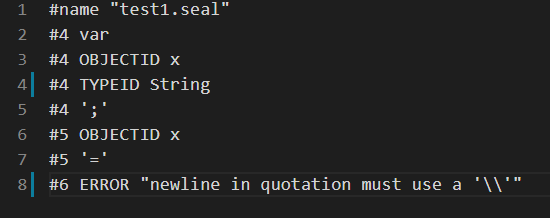 1 #name "test1.seal"
2 #4 var
3 #4 OBJECTID x
4 #4 TYPEID String
5 #4 ';'
6 #5 OBJECTID x
7 #5 '='
8 #6 ERROR "newline in quotation must use a '\\'"